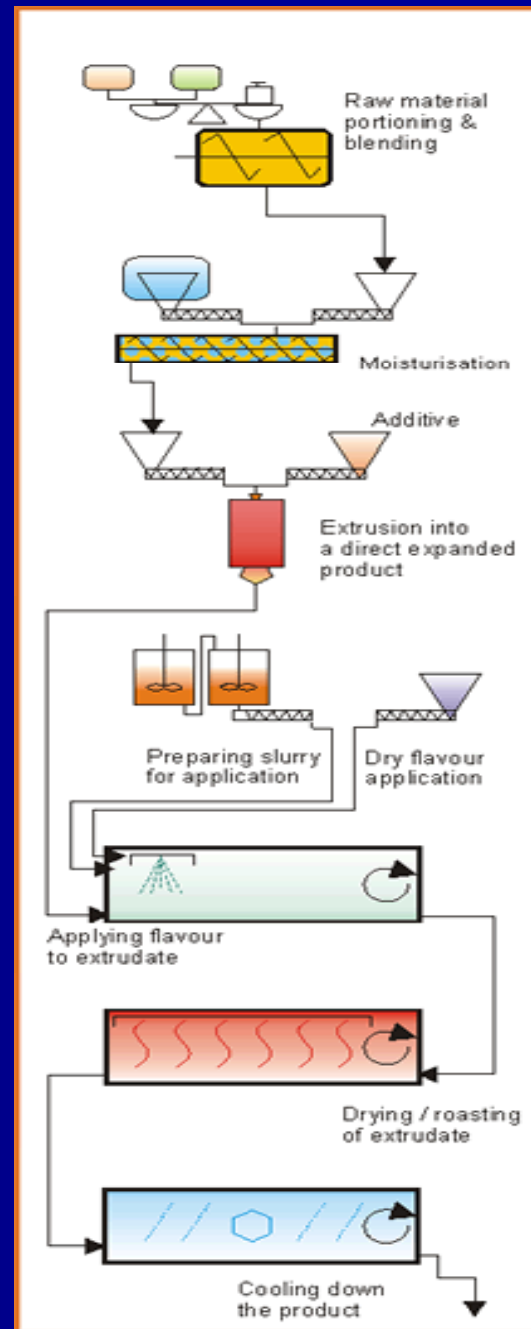 Raw material
portioning &
blending
Moisturisation
Additive
Extrusion into
a direct expanded
product
Preparing slurry
for application
Dry flavour
application
Applying flavour
to extrudate
Drying / roasting
of extrudate
Cooling down
the product